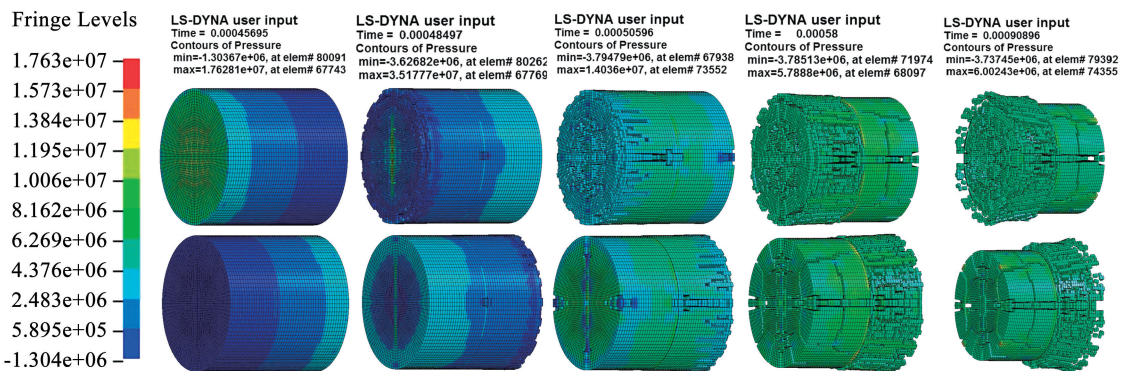 Fringe Levels
1.763e+07
1.573e+07
1.384e+07
1.195e+07
1.006e+07
8.162e+06
6.269e+06
4.376e+06
2.483e+06
5.895e+05
-1.304e+06
LS-DYNA user input
Time = 0.00045695
Contours of Pressure
min=-1.30367e+06, at elem# 80091
max=1.76281e+07, at elem# 67743
LS-DYNA user input
Time = 0.00048497
Contours of Pressure
min=-3.62682e+06, at elem# 80262
max=3.51777e+07, at elem# 67769
LS-DYNA user input
Time = 0.00050596
Contours of Pressure
min=-3.79479e+06, at elem# 67938
max=1.4036e+07, at elem# 73552
LS-DYNA user input
Time = 0.00058
Contours of Pressure
min=-3.78513e+06, at elem# 71974
max=5.7888e+06, at elem# 68097
LS-DYNA user input
Time = 0.00090896
Contours of Pressure
min=-3.73745e+06, at elem# 79392
max=6.00243e+06, at elem# 74355